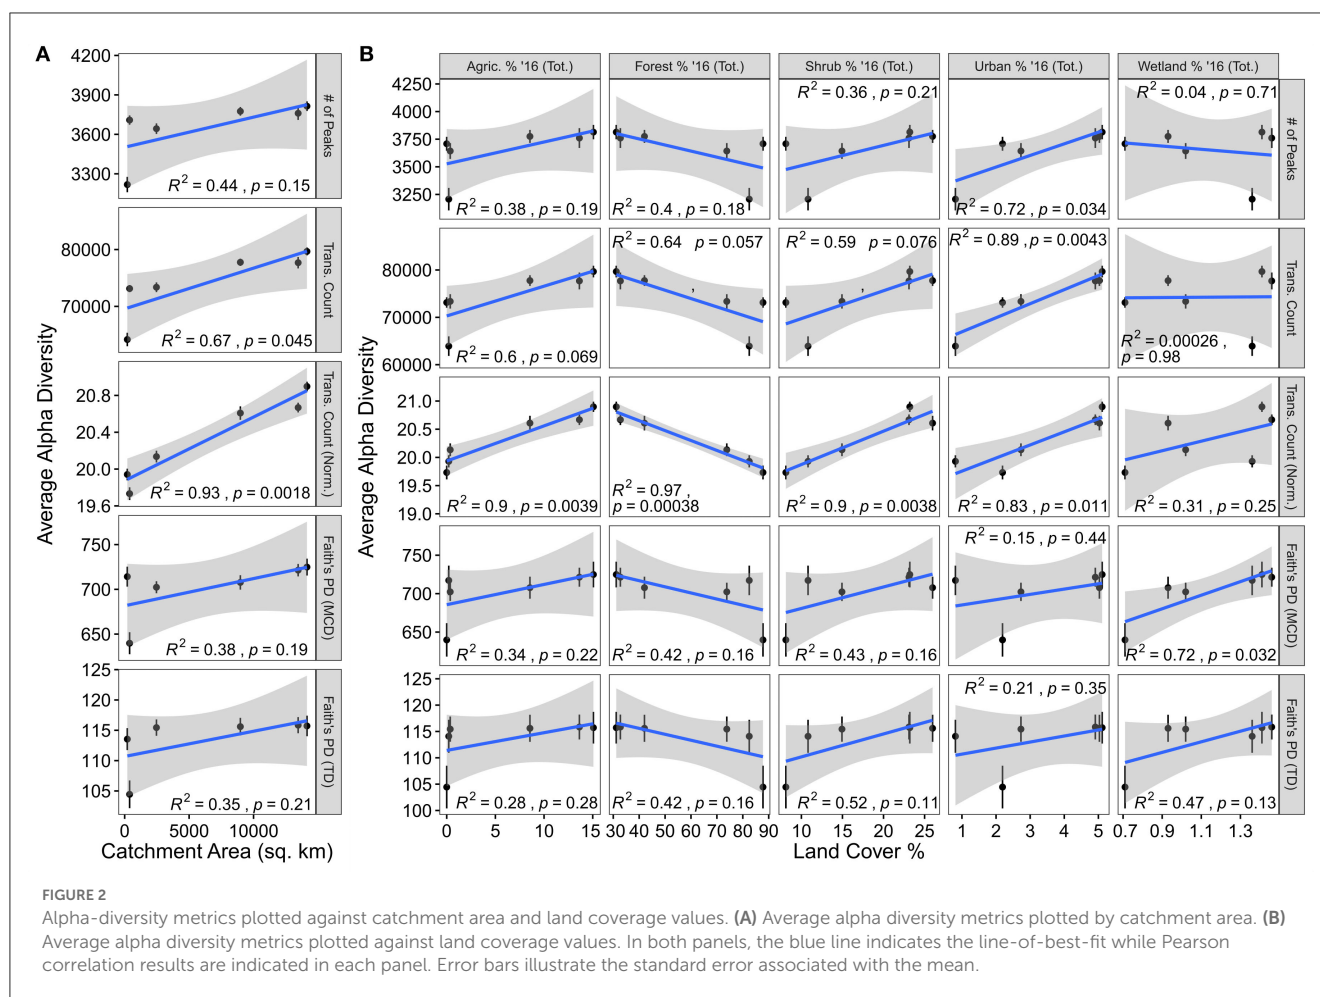 A
4200
3900
3600
3300
R² = 0.44 , p = 0.15
# of Peaks
80000
70000
R² = 0.67 , p = 0.045
Trans. Count
20.8
20.4
20.0
19.6
R² = 0.93 , p = 0.0018
Trans. Count (Norm.)
750
700
650
R² = 0.38 , p = 0.19
Faith's PD (MCD)
125
120
115
110
105
R² = 0.35 , p = 0.21
Faith's PD (TD)
0 5000 10000
Catchment Area (sq. km)
Average Alpha Diversity
B
Agric. % '16 (Tot.) Forest % '16 (Tot.) Shrub % '16 (Tot.) Urban % '16 (Tot.) Wetland % '16 (Tot.)
4250
4000
3750
3500
3250
R² = 0.38 , p = 0.19
R² = 0.4 , p = 0.18
R² = 0.36 , p = 0.21
R² = 0.72 , p = 0.034
R² = 0.04 , p = 0.71
# of Peaks
80000
70000
60000
R² = 0.6 , p = 0.069
R² = 0.64 , p = 0.057
R² = 0.59 , p = 0.076
R² = 0.89 , p = 0.0043
R² = 0.00026 ,
p = 0.98
Trans. Count
21.0
20.5
20.0
19.5
19.0
R² = 0.9 , p = 0.0039
R² = 0.97 ,
p = 0.00038
R² = 0.9 , p = 0.0038
R² = 0.83 , p = 0.011
R² = 0.31 , p = 0.25
Trans. Count (Norm.)
750
700
650
R² = 0.34 , p = 0.22
R² = 0.42 , p = 0.16
R² = 0.43 , p = 0.16
R² = 0.15 , p = 0.44
R² = 0.72 , p = 0.032
Faith's PD (MCD)
125
120
115
110
105
100
R² = 0.28 , p = 0.28
R² = 0.42 , p = 0.16
R² = 0.52 , p = 0.11
R² = 0.21 , p = 0.35
R² = 0.47 , p = 0.13
Faith's PD (TD)
0 5 10 15 30 40 50 60 70 80 90 10 15 20 25 1 2 3 4 5 0.7 0.9 1.1 1.3
Land Cover %
Average Alpha Diversity
FIGURE 2
Alpha-diversity metrics plotted against catchment area and land coverage values. (A) Average alpha diversity metrics plotted by catchment area. (B)
Average alpha diversity metrics plotted against land coverage values. In both panels, the blue line indicates the line-of-best-fit while Pearson
correlation results are indicated in each panel. Error bars illustrate the standard error associated with the mean.